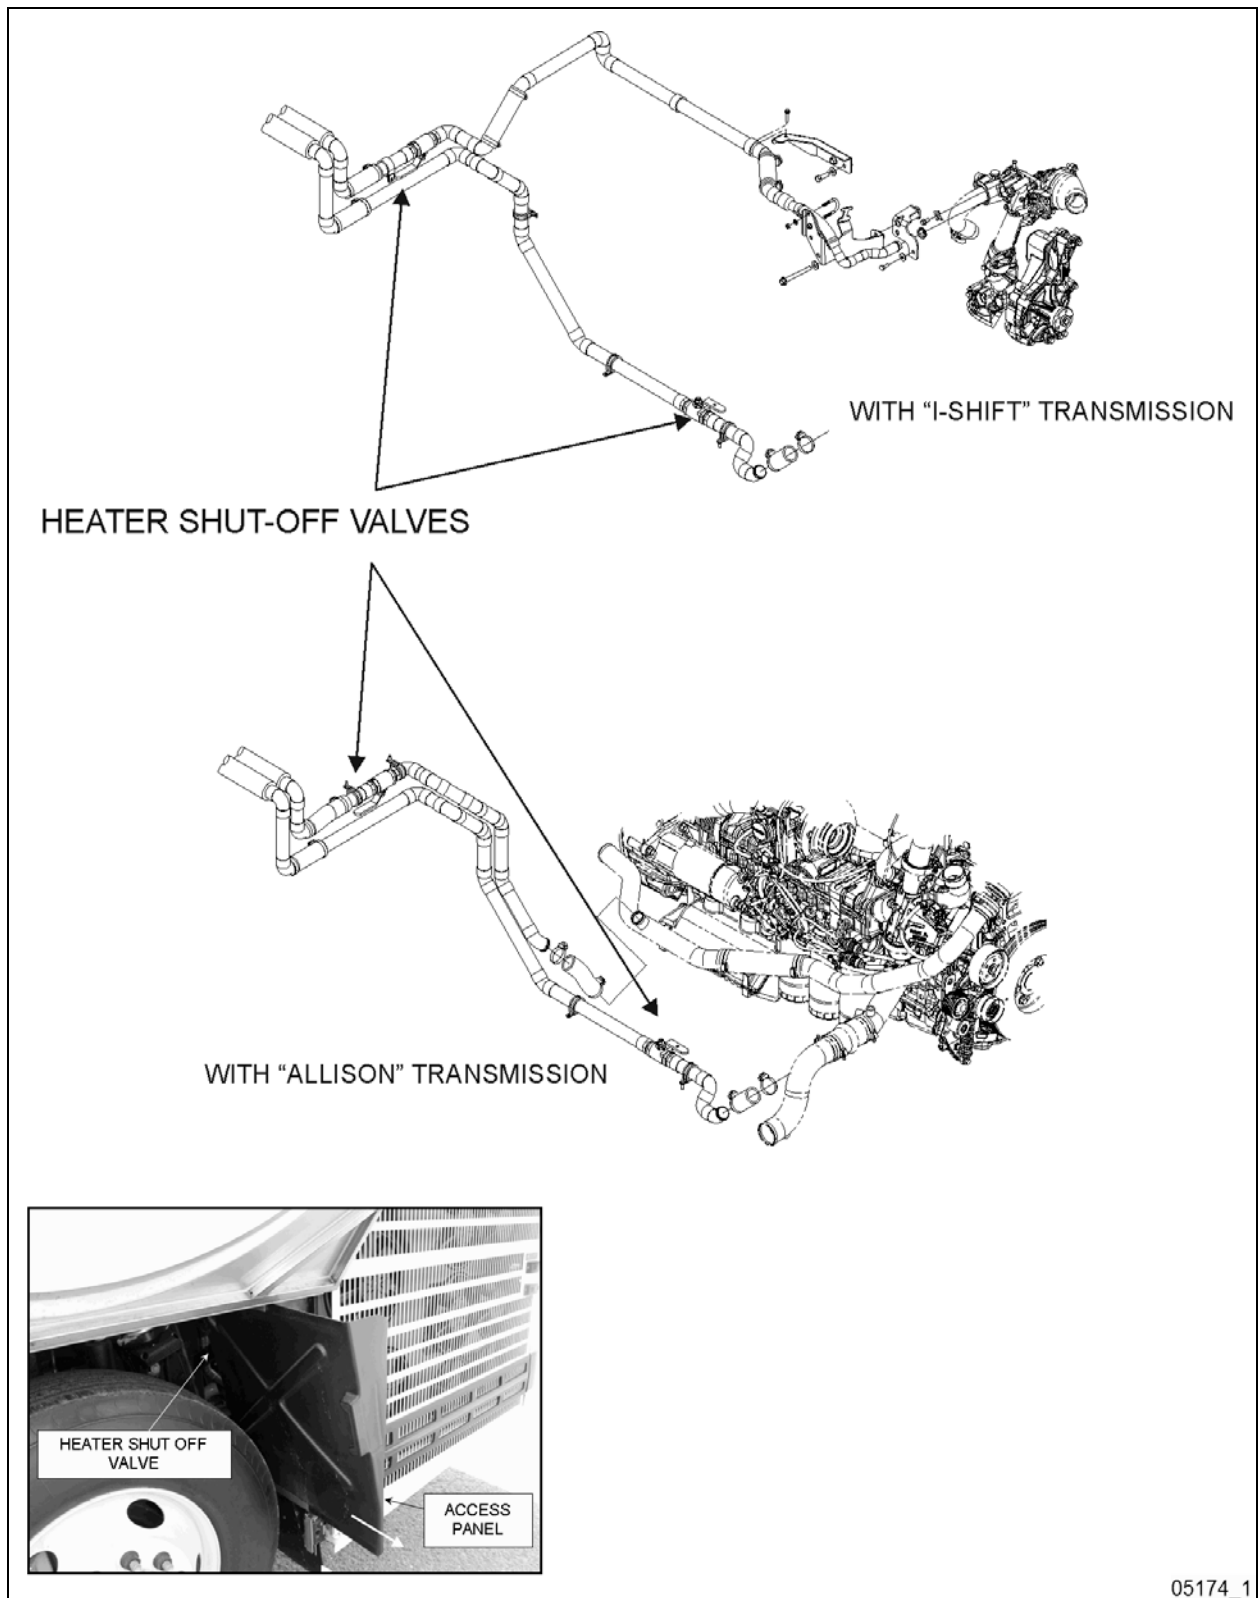 WITH “I-SHIFT” TRANSMISSION
HEATER SHUT-OFF VALVES
WITH “ALLISON” TRANSMISSION
HEATER SHUT OFF
VALVE
ACCESS
PANEL
05174_1